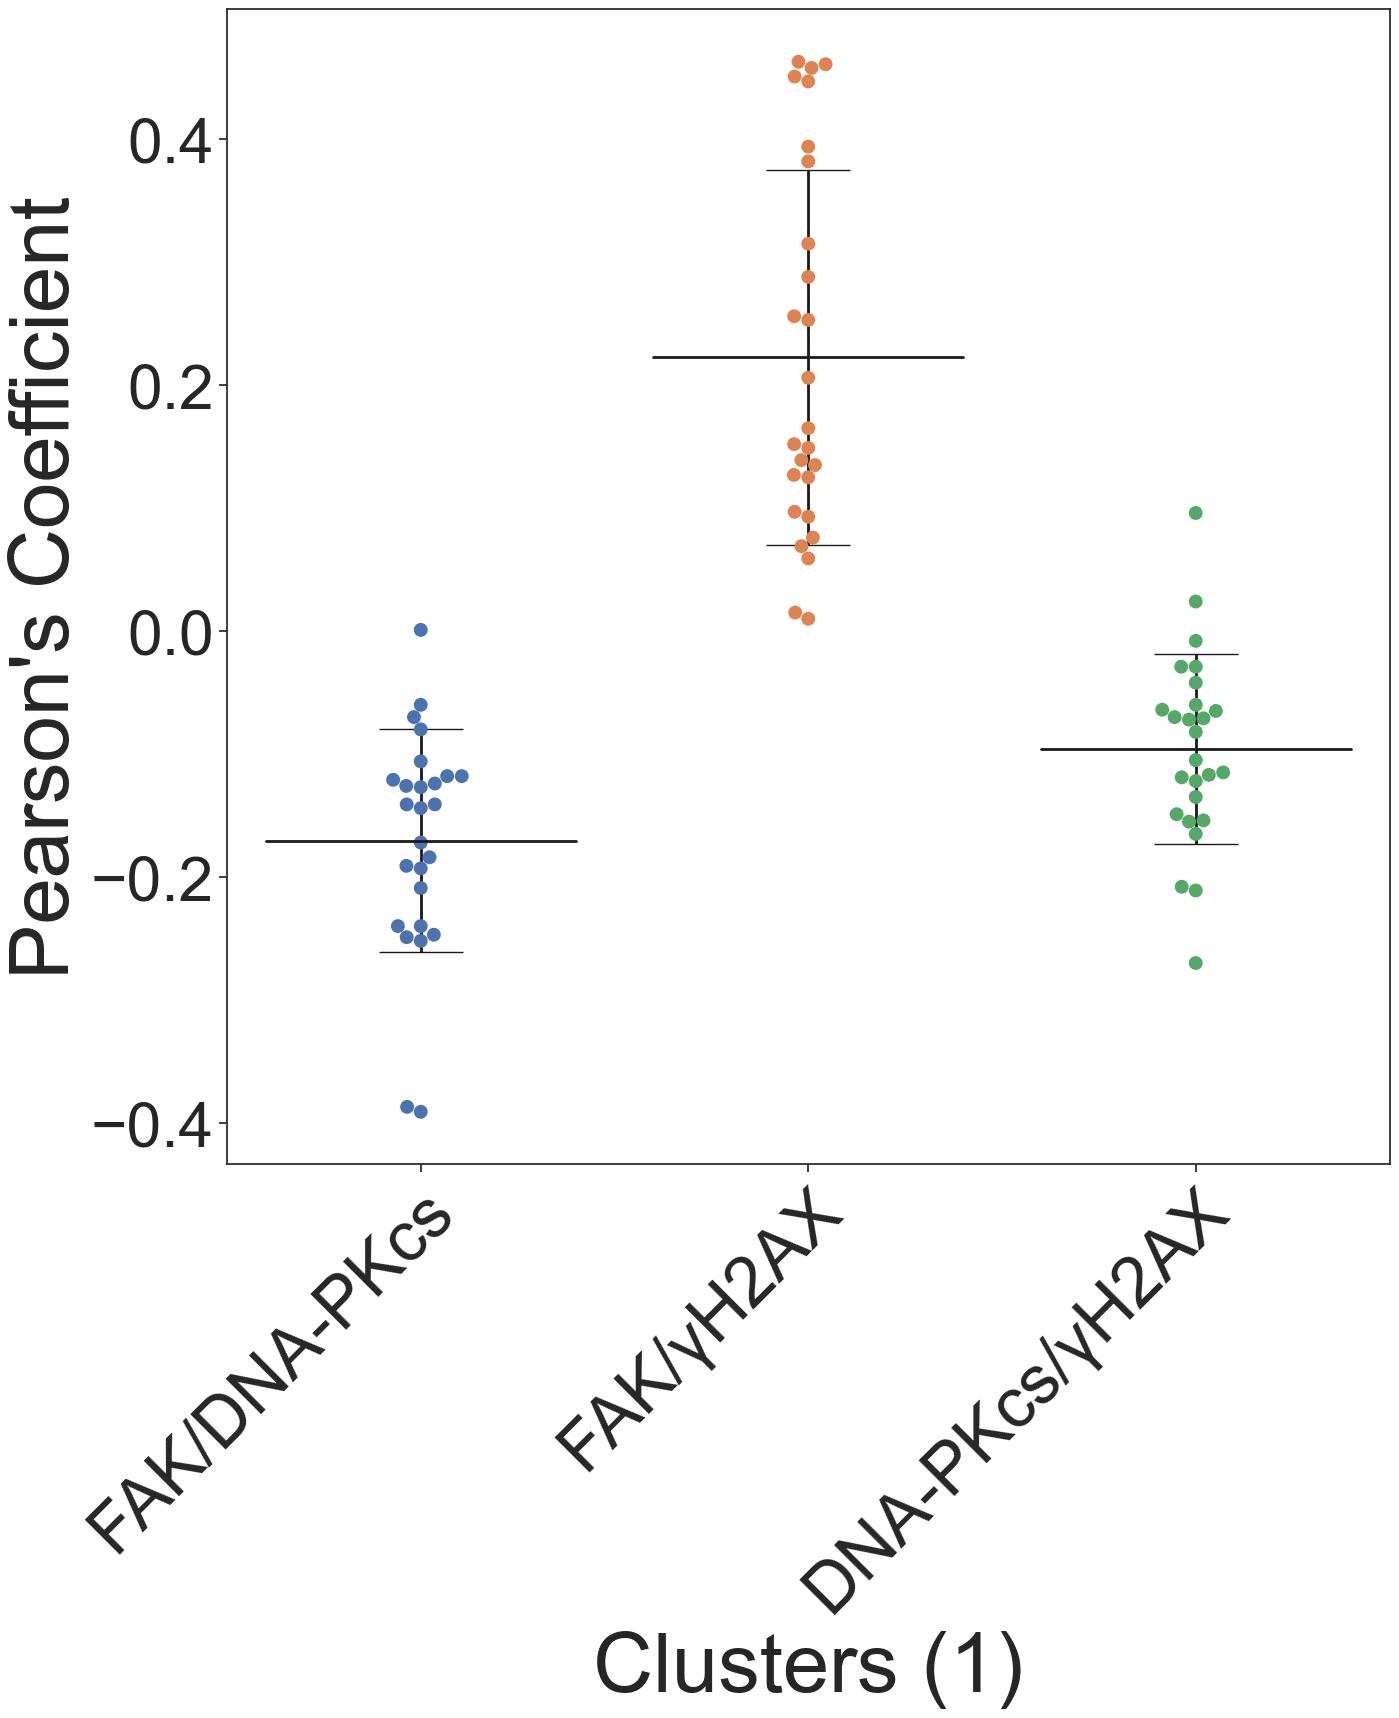 Pearson's Coefficient
0.4
0.2
0.0
−0.2
−0.4
FAK/DNA-PKcs
FAK/γH2AX
DNA-PKcs/γH2AX
Clusters (1)